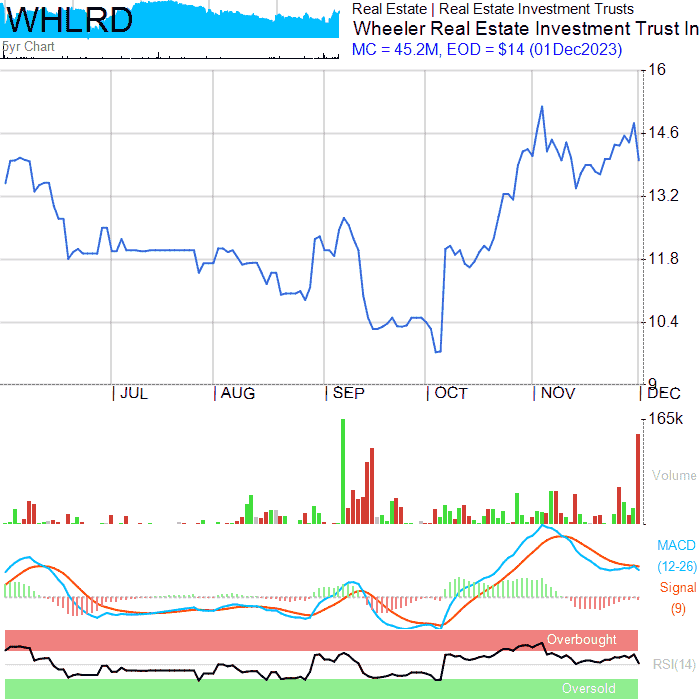 WHLRD
5yr Chart
Real Estate | Real Estate Investment Trusts
Wheeler Real Estate Investment Trust In
MC = 45.2M, EOD = $14 (01Dec2023)
16
14.6
13.2
11.8
10.4
9
JUL
AUG
SEP
OCT
NOV
DEC
165k
Volume
MACD
(12-26)
Signal
(9)
Overbought
RSI(14)
Oversold